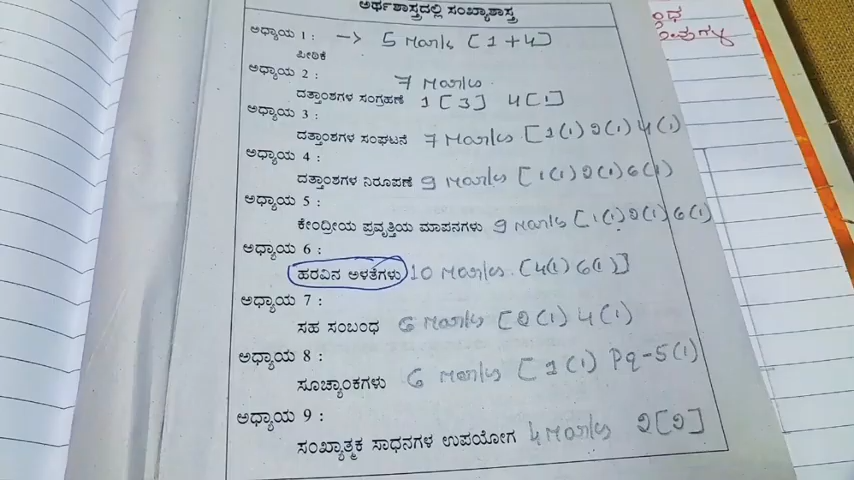 ಅರ್ಥಶಾಸ್ತ್ರದಲ್ಲಿ ಸಂಖ್ಯಾಶಾಸ್ತ್ರ
ಅಧ್ಯಾಯ 1 : -> 5 Marks [1+4]
ಪೀಠಿಕೆ
ಅಧ್ಯಾಯ 2 : 7 Marks.
ದತ್ತಾಂಶಗಳ ಸಂಗ್ರಹಣೆ 1 [3] 4[1]
ಅಧ್ಯಾಯ 3 :
ದತ್ತಾಂಶಗಳ ಸಂಘಟನೆ 7 Marks [1(1) 2(1) 4(1)
ಅಧ್ಯಾಯ 4 :
ದತ್ತಾಂಶಗಳ ನಿರೂಪಣೆ 9 Marks [1(1) 2(1) 6(1)
ಅಧ್ಯಾಯ 5 :
ಕೇಂದ್ರೀಯ ಪ್ರವೃತ್ತಿಯ ಮಾಪನಗಳು 9 Marks [1(1) 2(1) 6(1)
ಅಧ್ಯಾಯ 6 :
ಹರವಿನ ಅಳತೆಗಳು 10 Marks. [4(1) 6(1)]
ಅಧ್ಯಾಯ 7 :
ಸಹ ಸಂಬಂಧ 6 Marks [2(1) 4(1)
ಅಧ್ಯಾಯ 8 :
ಸೂಚ್ಯಾಂಕಗಳು 6 Marks [1(1) Pq-5(1)
ಅಧ್ಯಾಯ 9 :
ಸಂಖ್ಯಾತ್ಮಕ ಸಾಧನಗಳ ಉಪಯೋಗ 4 Marks 2[2]